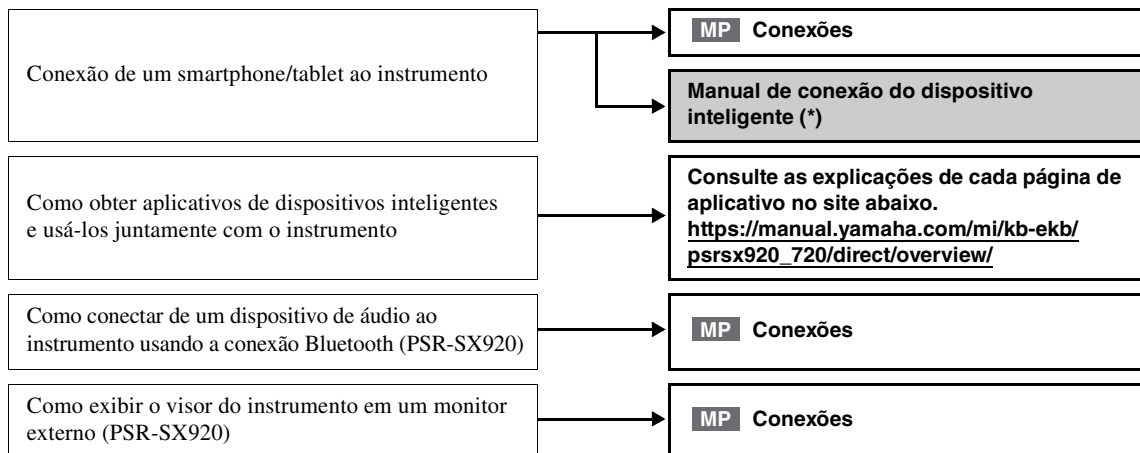 Conexão de um smartphone/tablet ao instrumento
MP Conexões
Manual de conexão do dispositivo
inteligente (*)
Como obter aplicativos de dispositivos inteligentes
e usá-los juntamente com o instrumento
Consulte as explicações de cada página de
aplicativo no site abaixo.
https://manual.yamaha.com/mi/kb-ekb/
psrsx920_720/direct/overview/
Como conectar de um dispositivo de áudio ao
instrumento usando a conexão Bluetooth (PSR-SX920)
MP Conexões
Como exibir o visor do instrumento em um monitor
externo (PSR-SX920)
MP Conexões